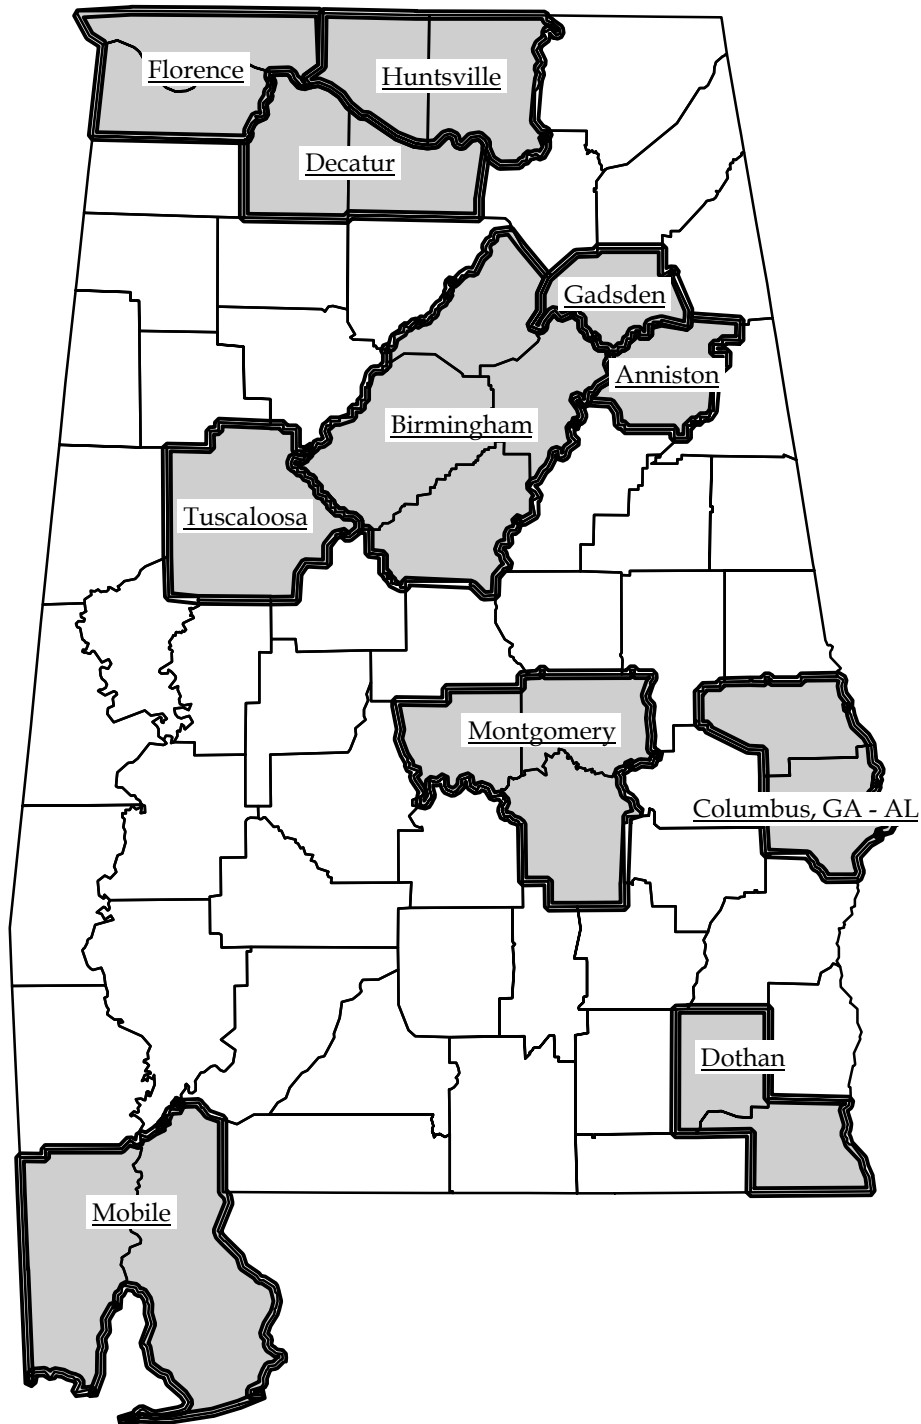 Florence
Huntsville
Decatur
Gadsden
Anniston
Birmingham
Tuscaloosa
Montgomery
Columbus, GA - AL
Dothan
Mobile